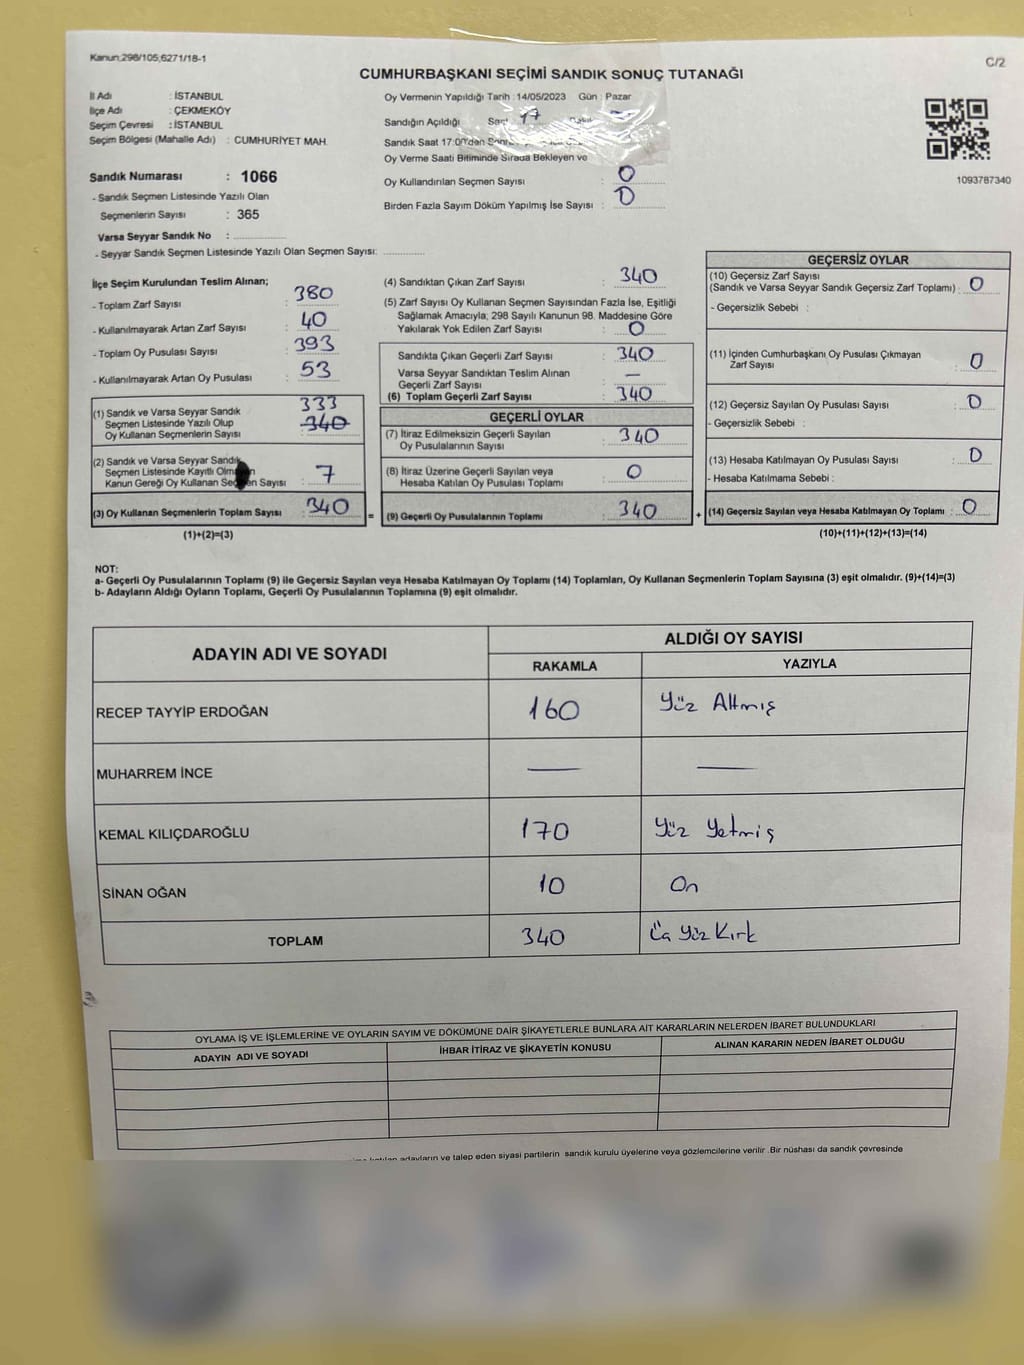 Kanun:298/105,6271/18-1
C/2
CUMHURBAŞKANI SEÇİMİ SANDIK SONUÇ TUTANAĞI
İl Adı : İSTANBUL
İlçe Adı : ÇEKMEKÖY
Seçim Çevresi : İSTANBUL
Seçim Bölgesi (Mahalle Adı) : CUMHURİYET MAH.
Oy Vermenin Yapıldığı Tarih : 14/05/2023 Gün : Pazar
Sandığın Açıldığı Saat 17
Sandık Saat 17:00'den
Oy Verme Saati Bitiminde Sırada Bekleyen ve
Oy Kullandırılan Seçmen Sayısı : 0
Birden Fazla Sayım Döküm Yapılmış İse Sayısı : 0
1093787340
Sandık Numarası : 1066
- Sandık Seçmen Listesinde Yazılı Olan
Seçmenlerin Sayısı : 365
Varsa Seyyar Sandık No : ..............
- Seyyar Sandık Seçmen Listesinde Yazılı Olan Seçmen Sayısı: ..............
İlçe Seçim Kurulundan Teslim Alınan;
- Toplam Zarf Sayısı : 380
- Kullanılmayarak Artan Zarf Sayısı : 40
- Toplam Oy Pusulası Sayısı : 393
- Kullanılmayarak Artan Oy Pusulası : 53
(1) Sandık ve Varsa Seyyar Sandık
Seçmen Listesinde Yazılı Olup
Oy Kullanan Seçmenlerin Sayısı : 333 340
(2) Sandık ve Varsa Seyyar Sandık
Seçmen Listesinde Kayıtlı Olmayan
Kanun Gereği Oy Kullanan Seçmen Sayısı : 7
(3) Oy Kullanan Seçmenlerin Toplam Sayısı : 340
(1)+(2)=(3)
(4) Sandıktan Çıkan Zarf Sayısı : 340
(5) Zarf Sayısı Oy Kullanan Seçmen Sayısından Fazla İse, Eşitliği
Sağlamak Amacıyla; 298 Sayılı Kanunun 98. Maddesine Göre
Yakılarak Yok Edilen Zarf Sayısı : 0
Sandıkta Çıkan Geçerli Zarf Sayısı : 340
Varsa Seyyar Sandıktan Teslim Alınan
Geçerli Zarf Sayısı : —
(6) Toplam Geçerli Zarf Sayısı : 340
GEÇERLİ OYLAR
(7) İtiraz Edilmeksizin Geçerli Sayılan
Oy Pusulalarının Sayısı : 340
(8) İtiraz Üzerine Geçerli Sayılan veya
Hesaba Katılan Oy Pusulası Toplamı : 0
= (9) Geçerli Oy Pusulalarının Toplamı : 340
GEÇERSİZ OYLAR
(10) Geçersiz Zarf Sayısı
(Sandık ve Varsa Seyyar Sandık Geçersiz Zarf Toplamı) : 0
- Geçersizlik Sebebi :
(11) İçinden Cumhurbaşkanı Oy Pusulası Çıkmayan
Zarf Sayısı : 0
(12) Geçersiz Sayılan Oy Pusulası Sayısı : 0
- Geçersizlik Sebebi :
(13) Hesaba Katılmayan Oy Pusulası Sayısı : 0
- Hesaba Katılmama Sebebi :
+ (14) Geçersiz Sayılan veya Hesaba Katılmayan Oy Toplamı : 0
(10)+(11)+(12)+(13)=(14)
NOT:
a- Geçerli Oy Pusulalarının Toplamı (9) ile Geçersiz Sayılan veya Hesaba Katılmayan Oy Toplamı (14) Toplamları, Oy Kullanan Seçmenlerin Toplam Sayısına (3) eşit olmalıdır. (9)+(14)=(3)
b- Adayların Aldığı Oyların Toplamı, Geçerli Oy Pusulalarının Toplamına (9) eşit olmalıdır.
ADAYIN ADI VE SOYADI
ALDIĞI OY SAYISI
RAKAMLA YAZIYLA
RECEP TAYYİP ERDOĞAN 160 Yüz Altmış
MUHARREM İNCE — —
KEMAL KILIÇDAROĞLU 170 Yüz Yetmiş
SİNAN OĞAN 10 On
TOPLAM 340 Üç Yüz Kırk
OYLAMA İŞ VE İŞLEMLERİNE VE OYLARIN SAYIM VE DÖKÜMÜNE DAİR ŞİKAYETLERLE BUNLARA AİT KARARLARIN NELERDEN İBARET BULUNDUKLARI
ADAYIN ADI VE SOYADI İHBAR İTİRAZ VE ŞİKAYETİN KONUSU ALINAN KARARIN NEDEN İBARET OLDUĞU
katılan adayların ve talep eden siyasi partilerin sandık kurulu üyelerine veya gözlemcilerine verilir .Bir nüshası da sandık çevresinde